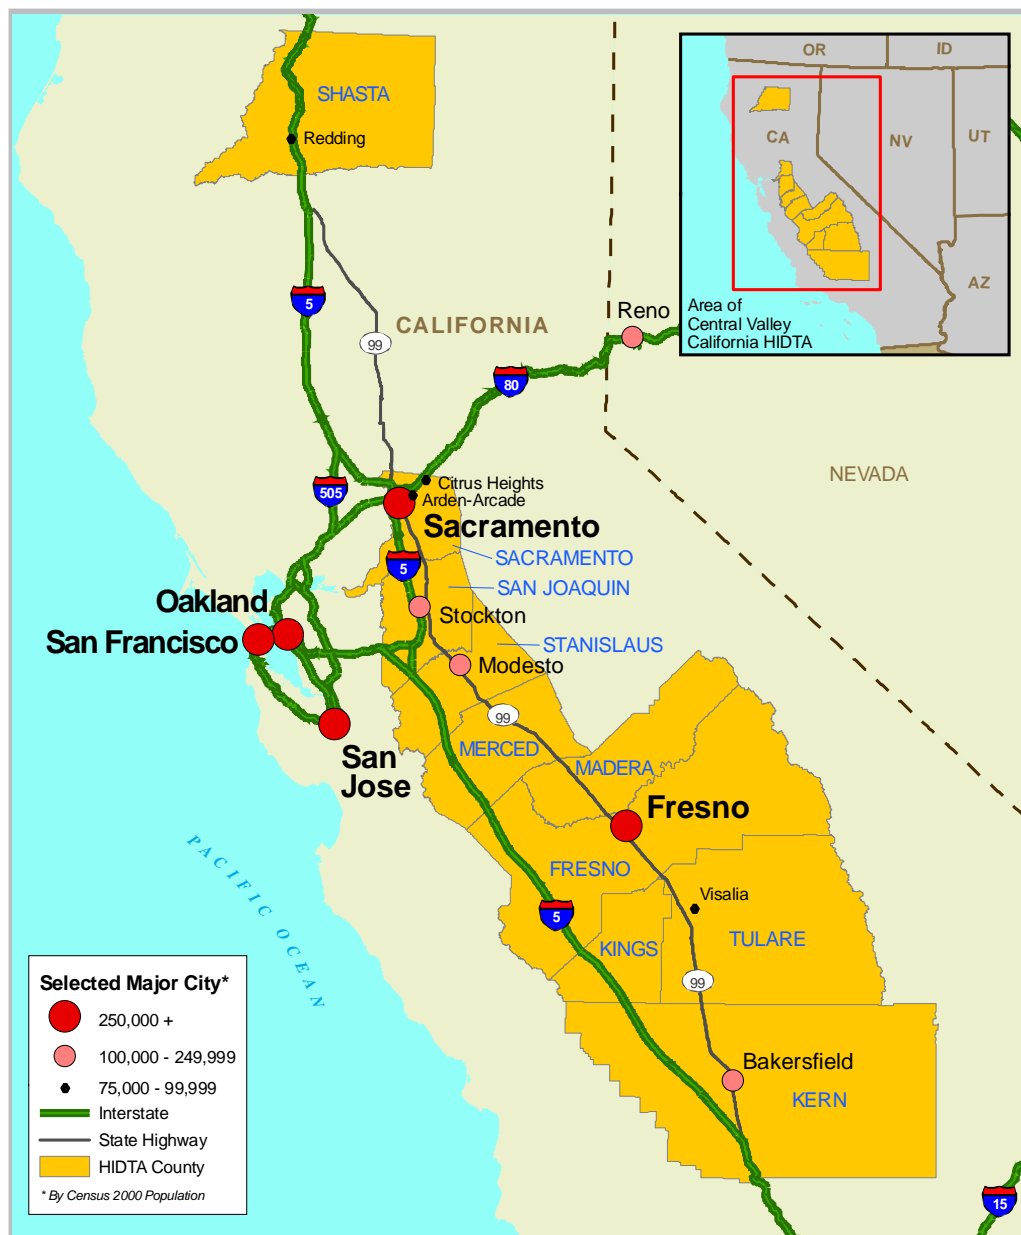 SHASTA
Redding
5
99
CALIFORNIA
80
Reno
OR
ID
CA
NV
UT
AZ
Area of
Central Valley
California HIDTA
NEVADA
505
Citrus Heights
Arden-Arcade
Sacramento
5
SACRAMENTO
SAN JOAQUIN
Oakland
Stockton
San Francisco
STANISLAUS
Modesto
99
San
Jose
MERCED
MADERA
Fresno
FRESNO
PACIFIC OCEAN
5
Visalia
KINGS
TULARE
99
Bakersfield
KERN
15
Selected Major City*
250,000 +
100,000 - 249,999
75,000 - 99,999
Interstate
State Highway
HIDTA County
* By Census 2000 Population